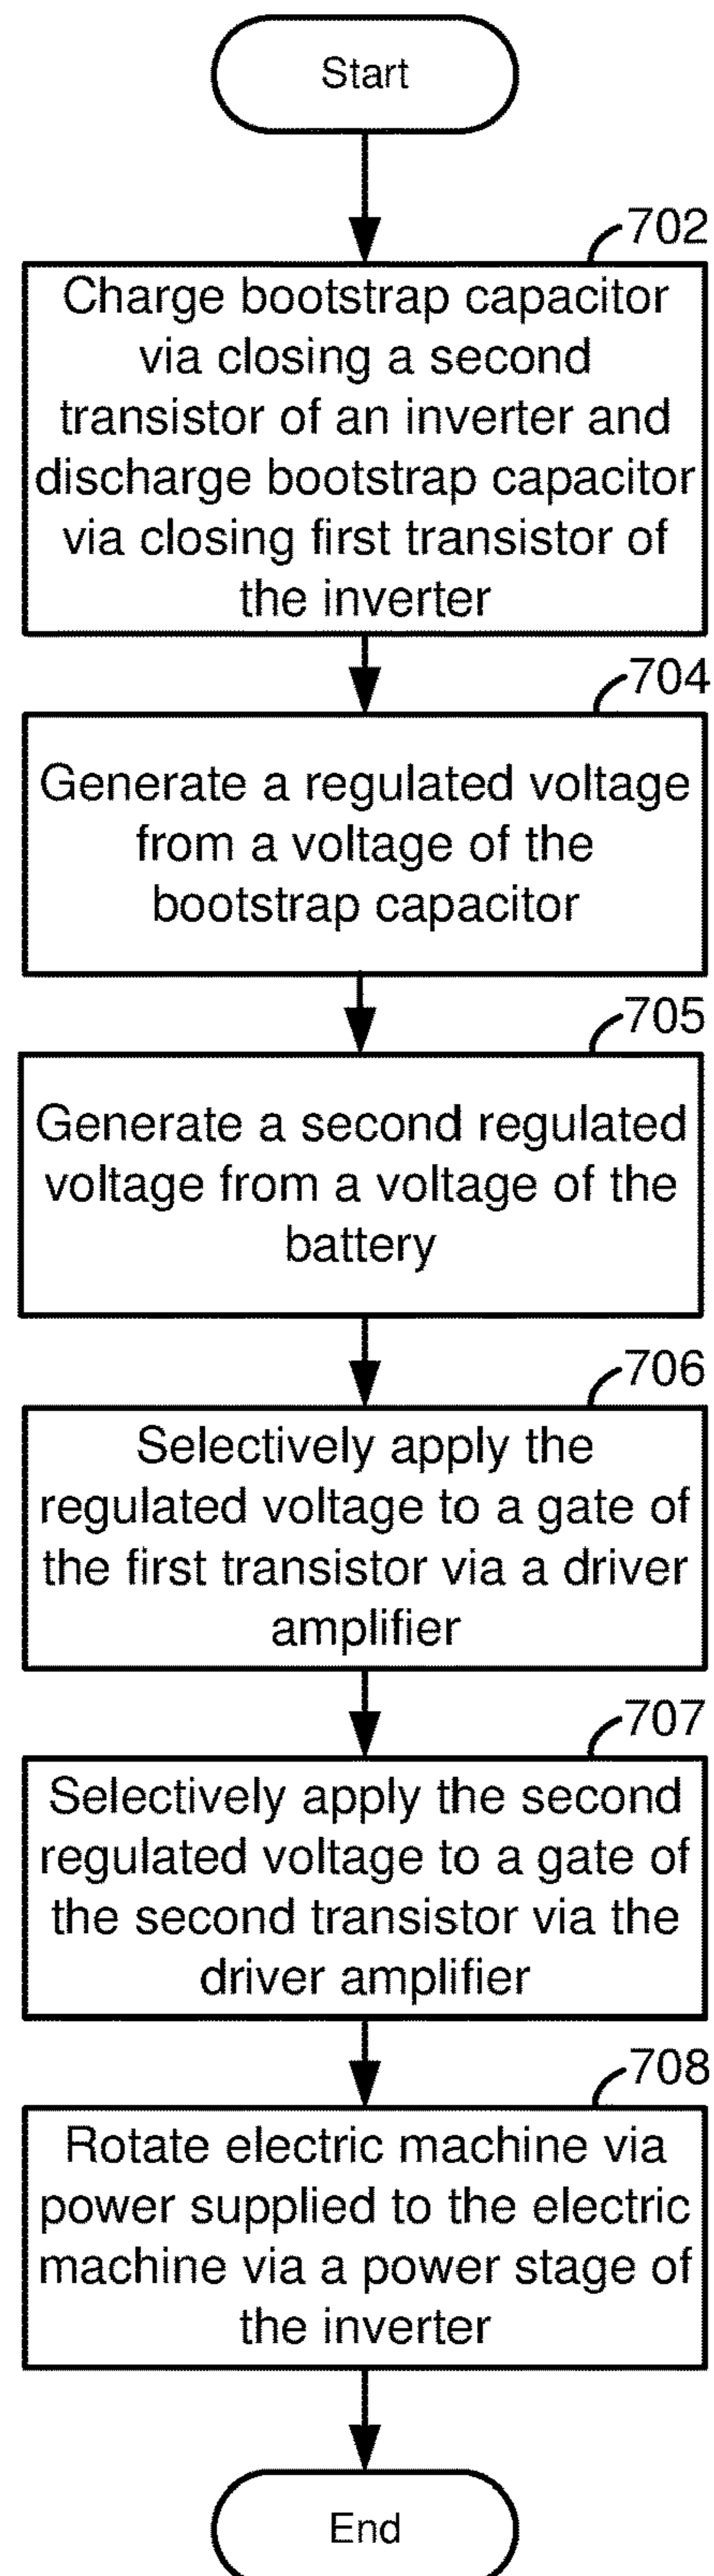 Start
702
Charge bootstrap capacitor
via closing a second
transistor of an inverter and
discharge bootstrap capacitor
via closing first transistor of
the inverter
704
Generate a regulated voltage
from a voltage of the
bootstrap capacitor
705
Generate a second regulated
voltage from a voltage of the
battery
706
Selectively apply the
regulated voltage to a gate of
the first transistor via a driver
amplifier
707
Selectively apply the second
regulated voltage to a gate of
the second transistor via the
driver amplifier
708
Rotate electric machine via
power supplied to the electric
machine via a power stage of
the inverter
End